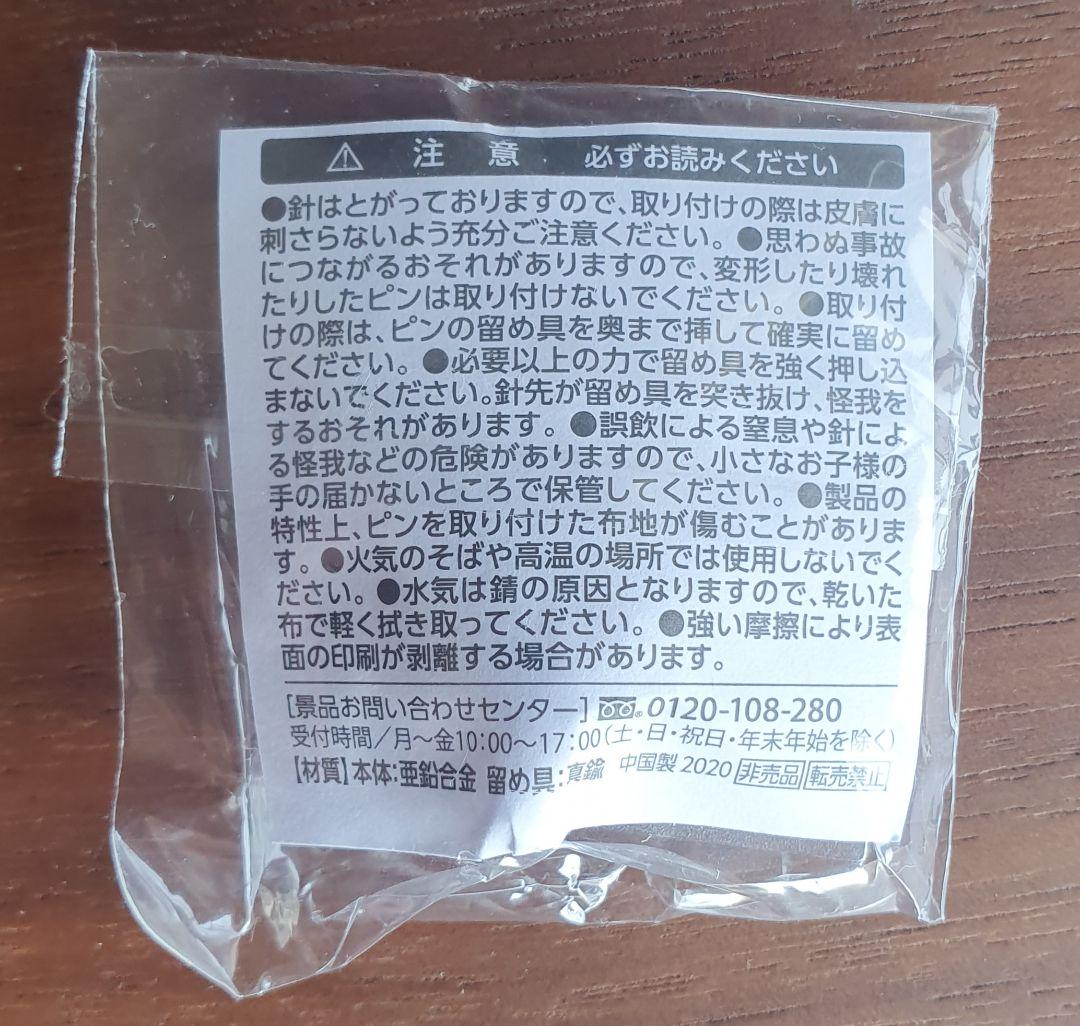 ⚠ 注意 必ずお読みください
●針はとがっておりますので、取り付けの際は皮膚に
刺さらないよう充分ご注意ください。●思わぬ事故
につながるおそれがありますので、変形したり壊れ
たりしたピンは取り付けないでください。●取り付
けの際は、ピンの留め具を奥まで挿して確実に留め
てください。●必要以上の力で留め具を強く押し込
まないでください。針先が留め具を突き抜け、怪我を
するおそれがあります。●誤飲による窒息や針によ
る怪我などの危険がありますので、小さなお子様の
手の届かないところで保管してください。●製品の
特性上、ピンを取り付けた布地が傷むことがありま
す。●火気のそばや高温の場所では使用しないでく
ださい。●水気は錆の原因となりますので、乾いた
布で軽く拭き取ってください。●強い摩擦により表
面の印刷が剥離する場合があります。
[景品お問い合わせセンター] 0120-108-280
受付時間/月～金10:00～17:00(土・日・祝日・年末年始を除く)
【材質】本体:亜鉛合金 留め具:真鍮 中国製 2020 非売品 転売禁止